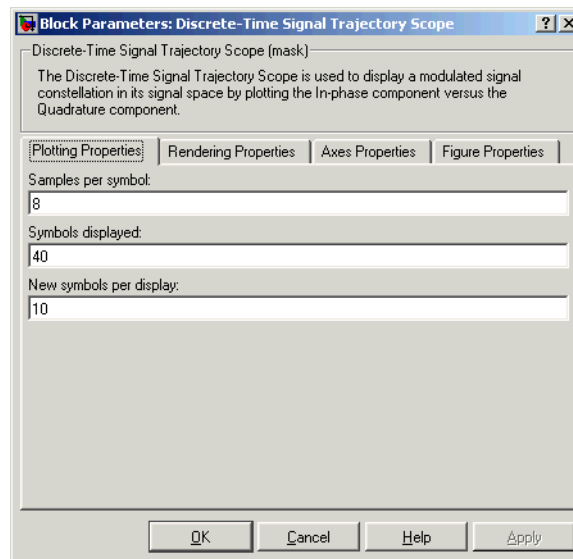 Block Parameters: Discrete-Time Signal Trajectory Scope
Discrete-Time Signal Trajectory Scope (mask)
The Discrete-Time Signal Trajectory Scope is used to display a modulated signal
constellation in its signal space by plotting the In-phase component versus the
Quadrature component.
Plotting Properties Rendering Properties Axes Properties Figure Properties
Samples per symbol:
8
Symbols displayed:
40
New symbols per display:
10
OK Cancel Help Apply